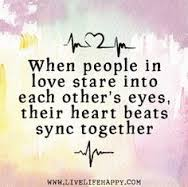 When people in
love stare into
each other's eyes,
their heart beats
sync together
WWW.LIVELIFEHAPPY.COM